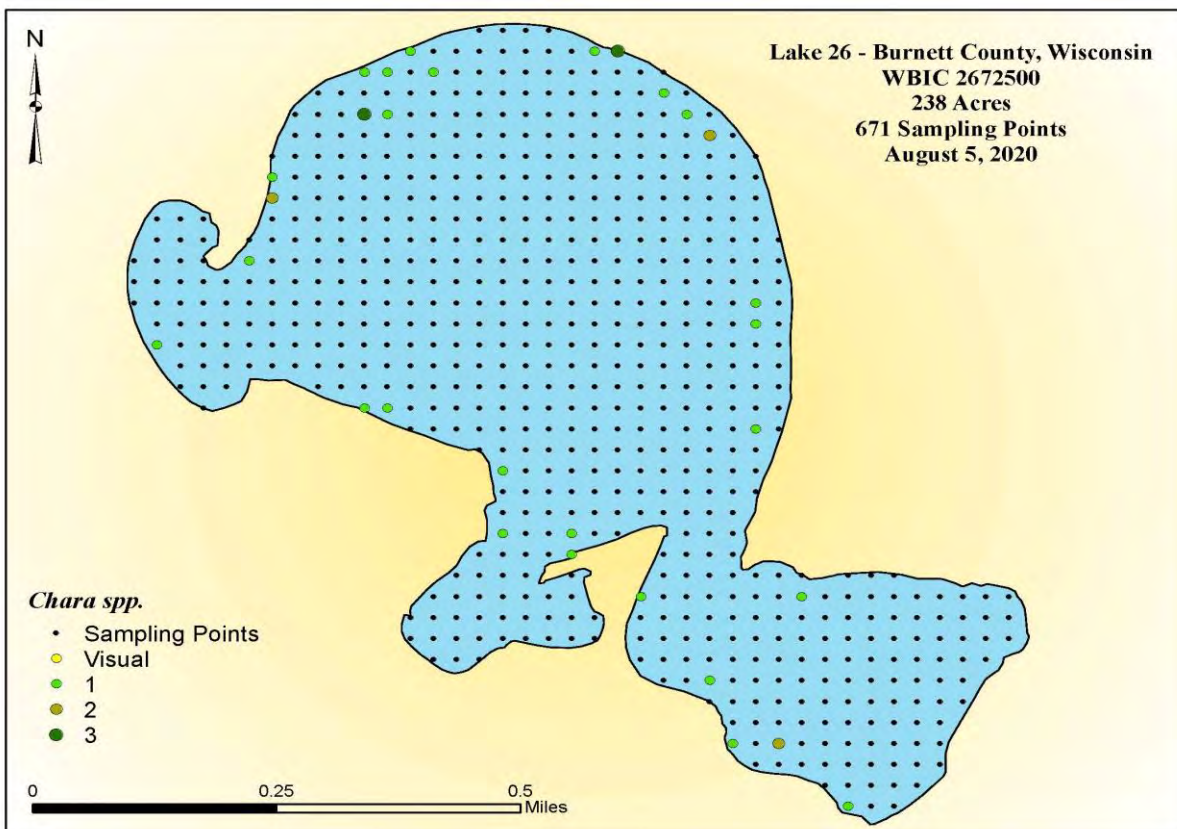 N
Lake 26 - Burnett County, Wisconsin
WBIC 2672500
238 Acres
671 Sampling Points
August 5, 2020
Chara spp.
Sampling Points
Visual
1
2
3
0 0.25 0.5
Miles